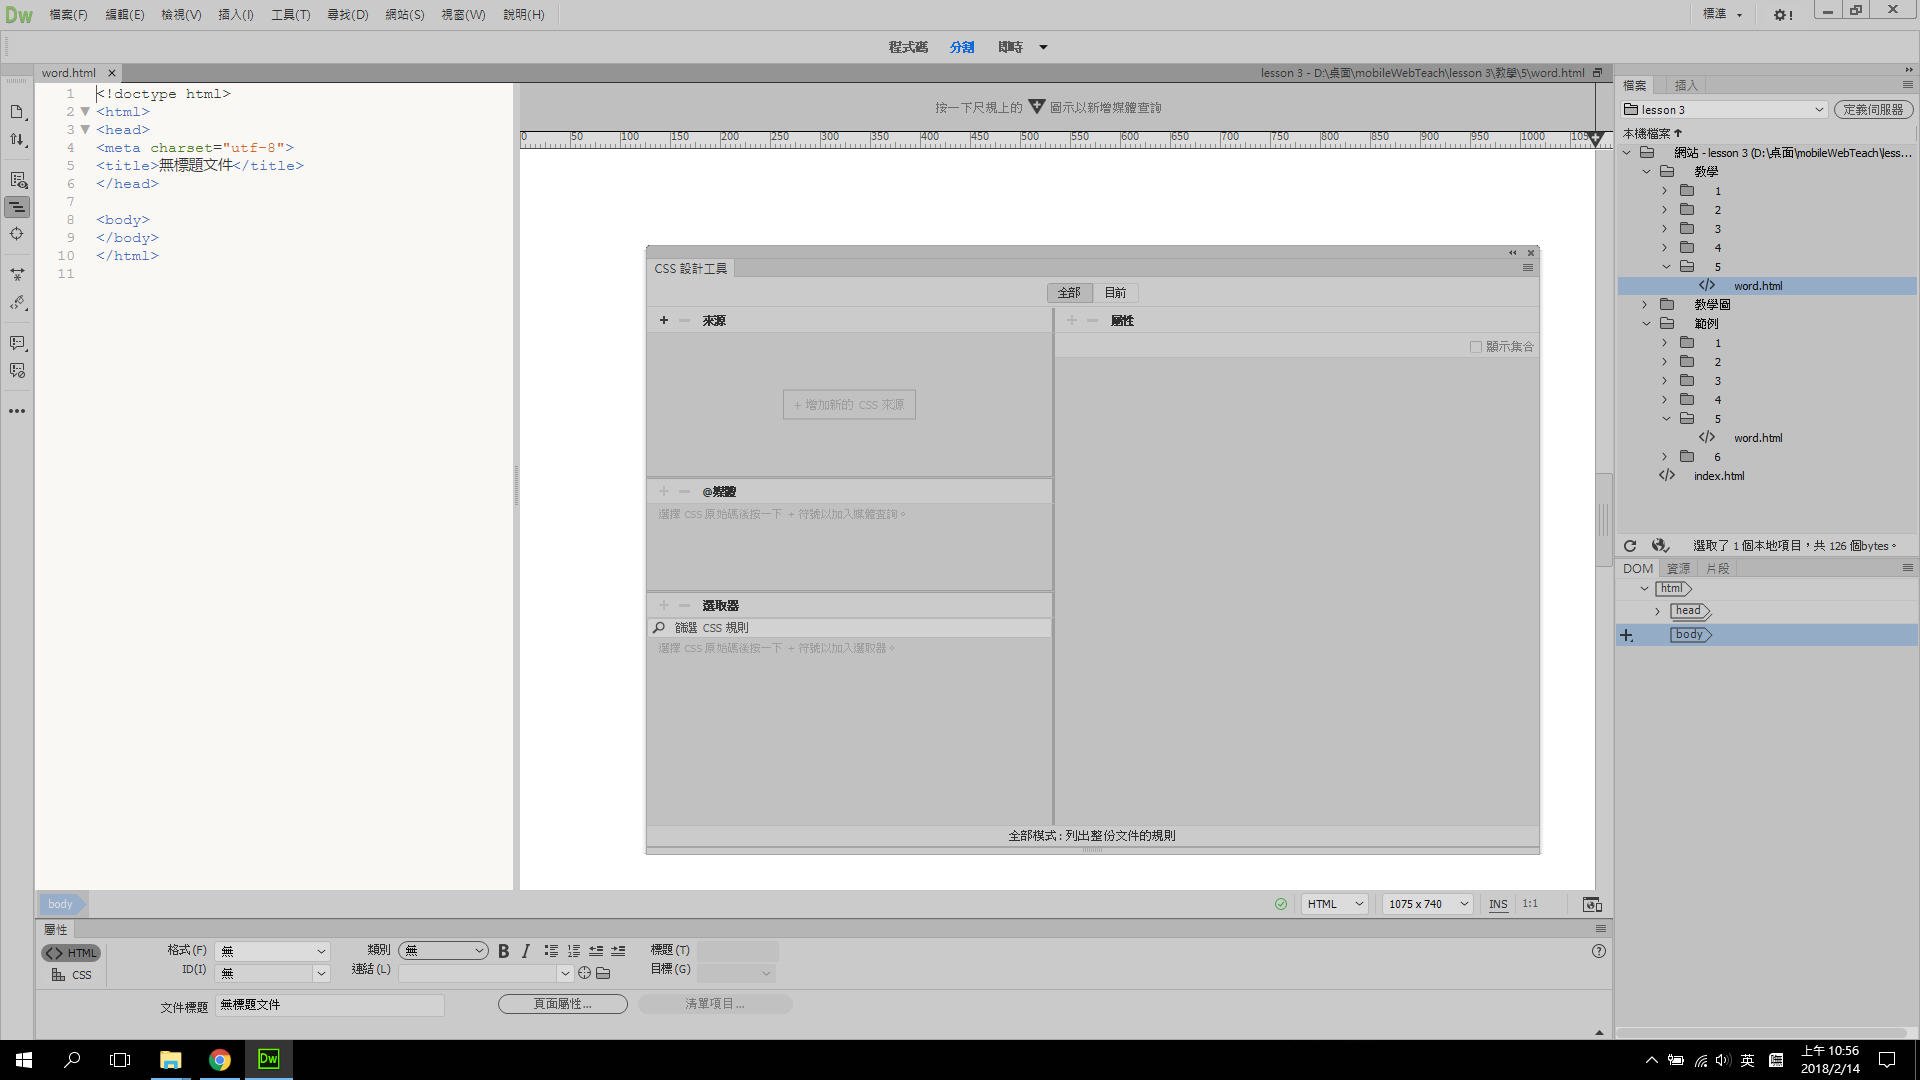 Dw 檔案(F) 編輯(E) 檢視(V) 插入(I) 工具(T) 尋找(D) 網站(S) 視窗(W) 說明(H) 標準
程式碼 分割 即時
word.html × lesson 3 - D:\桌面\mobileWebTeach\lesson 3\教學\5\word.html
1 <!doctype html>
2 <html>
3 <head>
4 <meta charset="utf-8">
5 <title>無標題文件</title>
6 </head>
7
8 <body>
9 </body>
10 </html>
11
按一下尺規上的 圖示以新增媒體查詢
0 50 100 150 200 250 300 350 400 450 500 550 600 650 700 750 800 850 900 950 1000 105
CSS 設計工具
全部 目前
+ − 來源
+ 增加新的 CSS 來源
+ − @媒體
選擇 CSS 原始碼後按一下 + 符號以加入媒體查詢。
+ − 選取器
篩選 CSS 規則
選擇 CSS 原始碼後按一下 + 符號以加入選取器。
+ − 屬性
顯示集合
全部模式 : 列出整份文件的規則
檔案 插入
lesson 3 定義伺服器
本機檔案
網站 - lesson 3 (D:\桌面\mobileWebTeach\less...
教學
1
2
3
4
5
word.html
教學圖
範例
1
2
3
4
5
word.html
6
index.html
選取了 1 個本地項目，共 126 個bytes。
DOM 資源 片段
html
head
body
body HTML 1075 x 740 INS 1:1
屬性
<> HTML 格式(F) 無 類別 無 B I 標題(T)
CSS ID(I) 無 連結(L) 目標(G)
文件標題 無標題文件 頁面屬性... 清單項目...
Dw 英 上午 10:56
2018/2/14